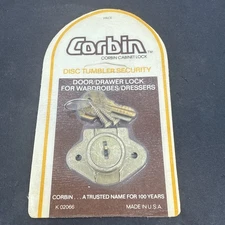 Corbin
CORBIN CABINET LOCK
DISC TUMBLER SECURITY
DOOR/DRAWER LOCK
FOR WARDROBES/DRESSERS
CORBIN . . . A TRUSTED NAME FOR 100 YEARS
K 02066
MADE IN U.S.A.